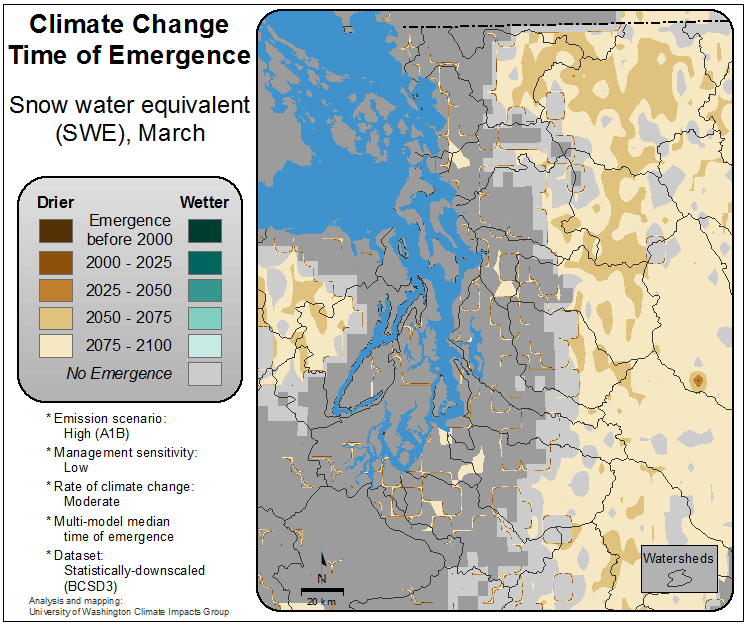 Climate Change
Time of Emergence
Snow water equivalent
(SWE), March
Drier
Wetter
Emergence
before 2000
2000 - 2025
2025 - 2050
2050 - 2075
2075 - 2100
No Emergence
* Emission scenario:
High (A1B)
* Management sensitivity:
Low
* Rate of climate change:
Moderate
* Multi-model median
time of emergence
* Dataset:
Statistically-downscaled
(BCSD3)
Analysis and mapping:
University of Washington Climate Impacts Group
N
20 km
Watersheds